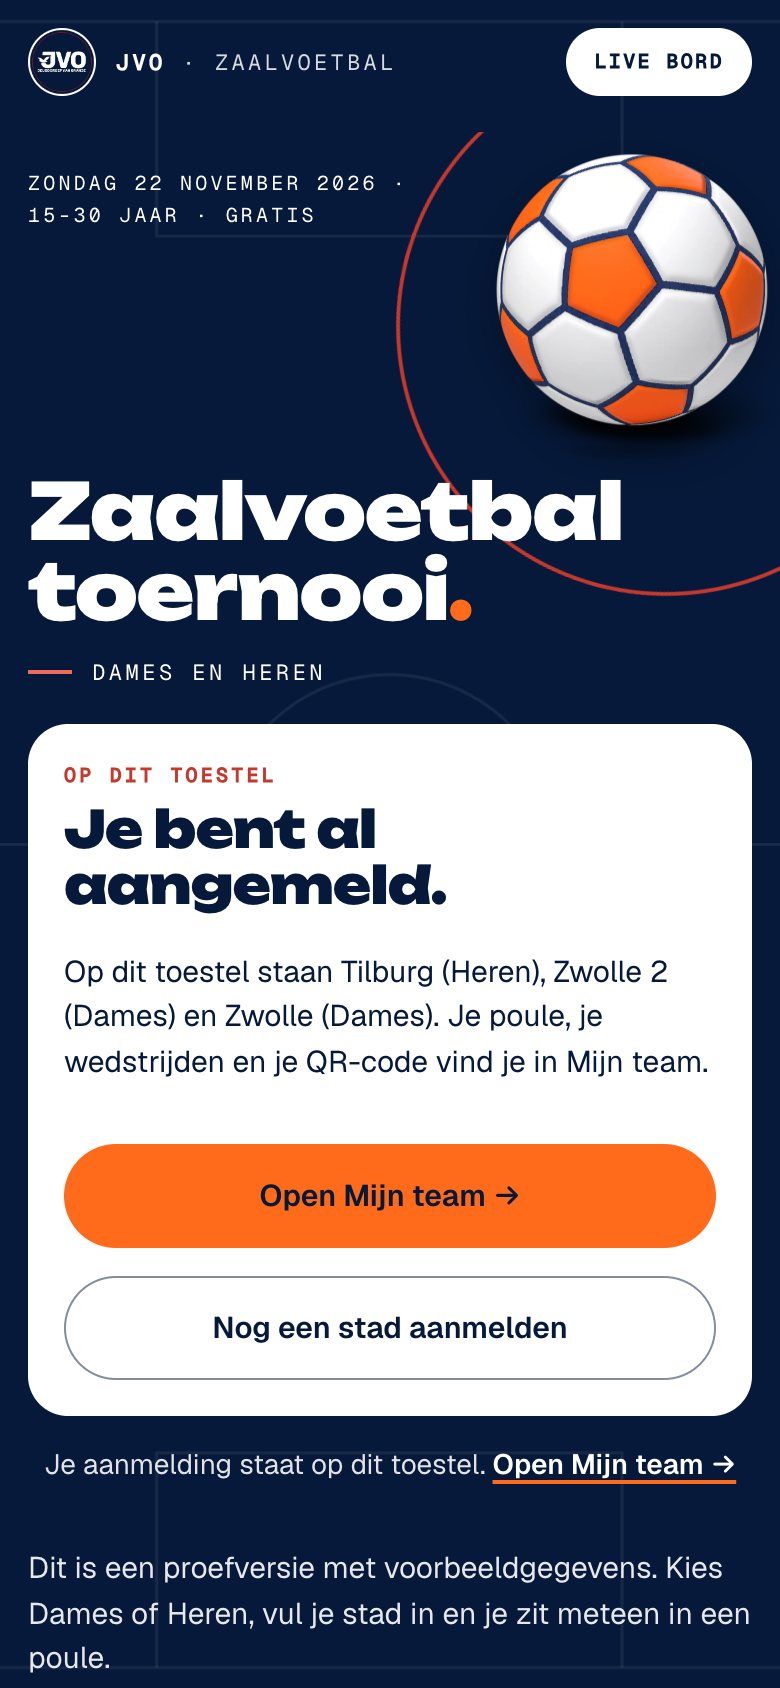 JVO
JVO · ZAALVOETBAL
LIVE BORD
ZONDAG 22 NOVEMBER 2026 ·
15-30 JAAR · GRATIS
Zaalvoetbal
toernooi.
DAMES EN HEREN
OP DIT TOESTEL
Je bent al
aangemeld.
Op dit toestel staan Tilburg (Heren), Zwolle 2
(Dames) en Zwolle (Dames). Je poule, je
wedstrijden en je QR-code vind je in Mijn team.
Open Mijn team →
Nog een stad aanmelden
Je aanmelding staat op dit toestel. Open Mijn team →
Dit is een proefversie met voorbeeldgegevens. Kies
Dames of Heren, vul je stad in en je zit meteen in een
poule.